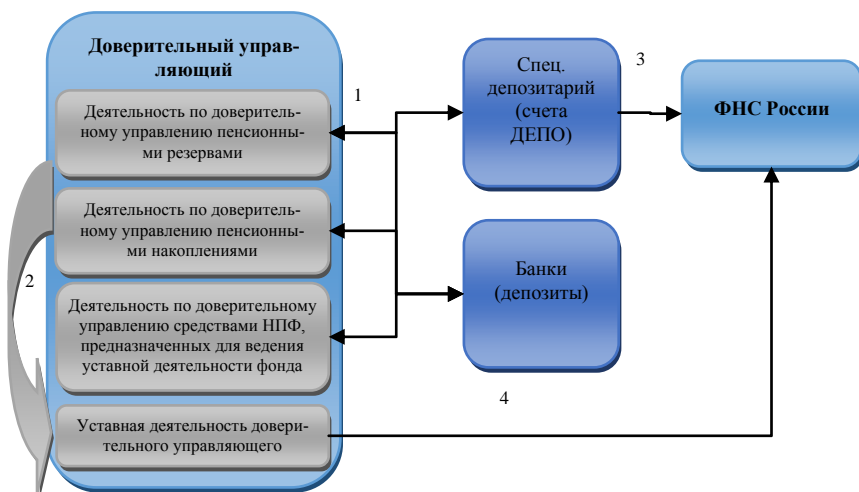 Доверительный управ-
ляющий
Деятельность по доверитель-
ному управлению пенсионны-
ми резервами
Деятельность по доверитель-
ному управлению пенсионны-
ми накоплениями
Деятельность по доверительному
управлению средствами НПФ,
предназначенных для ведения
уставной деятельности фонда
Уставная деятельность довери-
тельного управляющего
1
2
Спец.
депозитарий
(счета
ДЕПО)
3
ФНС России
Банки
(депозиты)
4